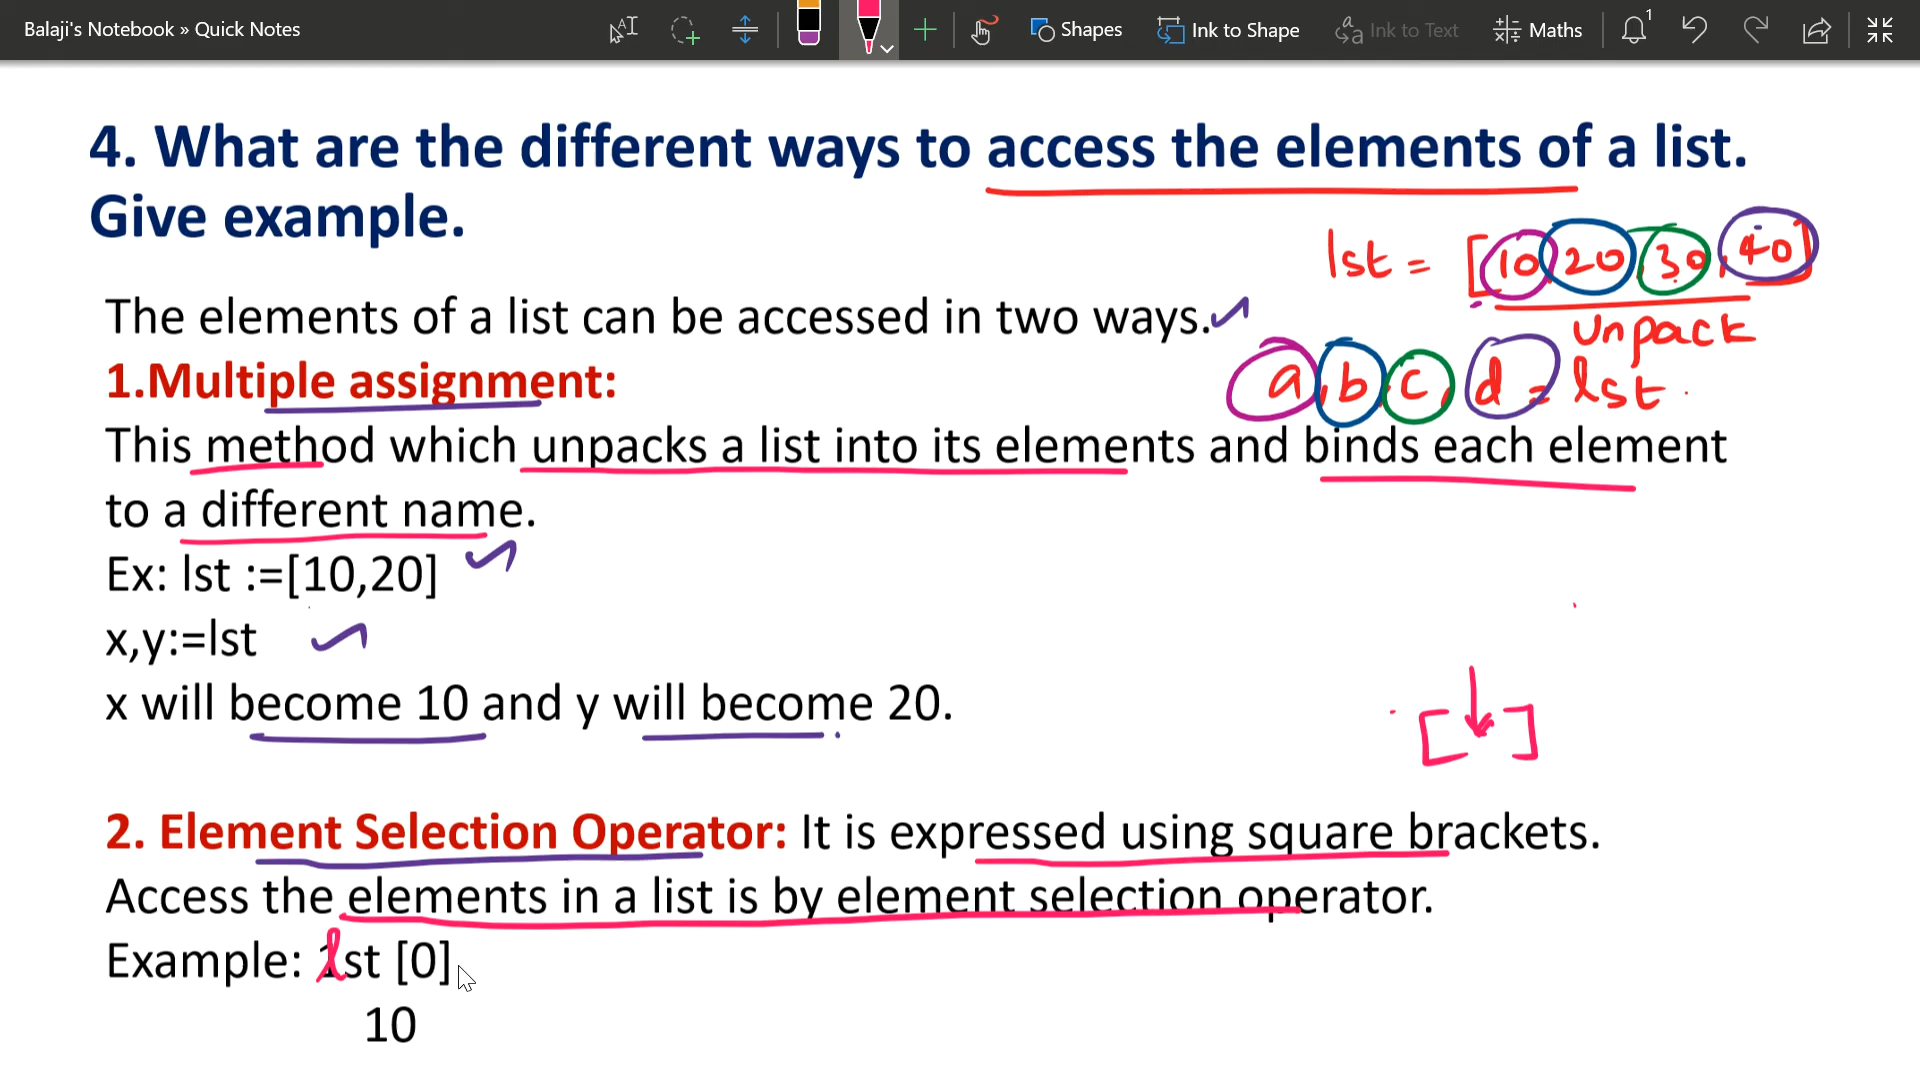 Balaji's Notebook » Quick Notes
Shapes
Ink to Shape
Ink to Text
Maths
1
4. What are the different ways to access the elements of a list.
Give example.
lst = [10,20,30,40]
The elements of a list can be accessed in two ways.
unpack
1.Multiple assignment:
a,b,c,d = lst
This method which unpacks a list into its elements and binds each element
to a different name.
Ex: lst :=[10,20]
x,y:=lst
x will become 10 and y will become 20.
[ ]
2. Element Selection Operator: It is expressed using square brackets.
Access the elements in a list is by element selection operator.
Example: lst [0]
10